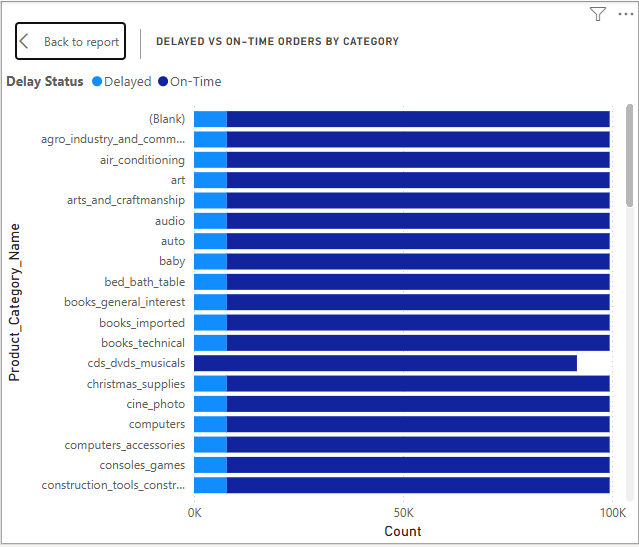 Back to report
DELAYED VS ON-TIME ORDERS BY CATEGORY
Delay Status Delayed On-Time
Product_Category_Name
(Blank)
agro_industry_and_comm...
air_conditioning
art
arts_and_craftmanship
audio
auto
baby
bed_bath_table
books_general_interest
books_imported
books_technical
cds_dvds_musicals
christmas_supplies
cine_photo
computers
computers_accessories
consoles_games
construction_tools_constr...
0K 50K 100K
Count